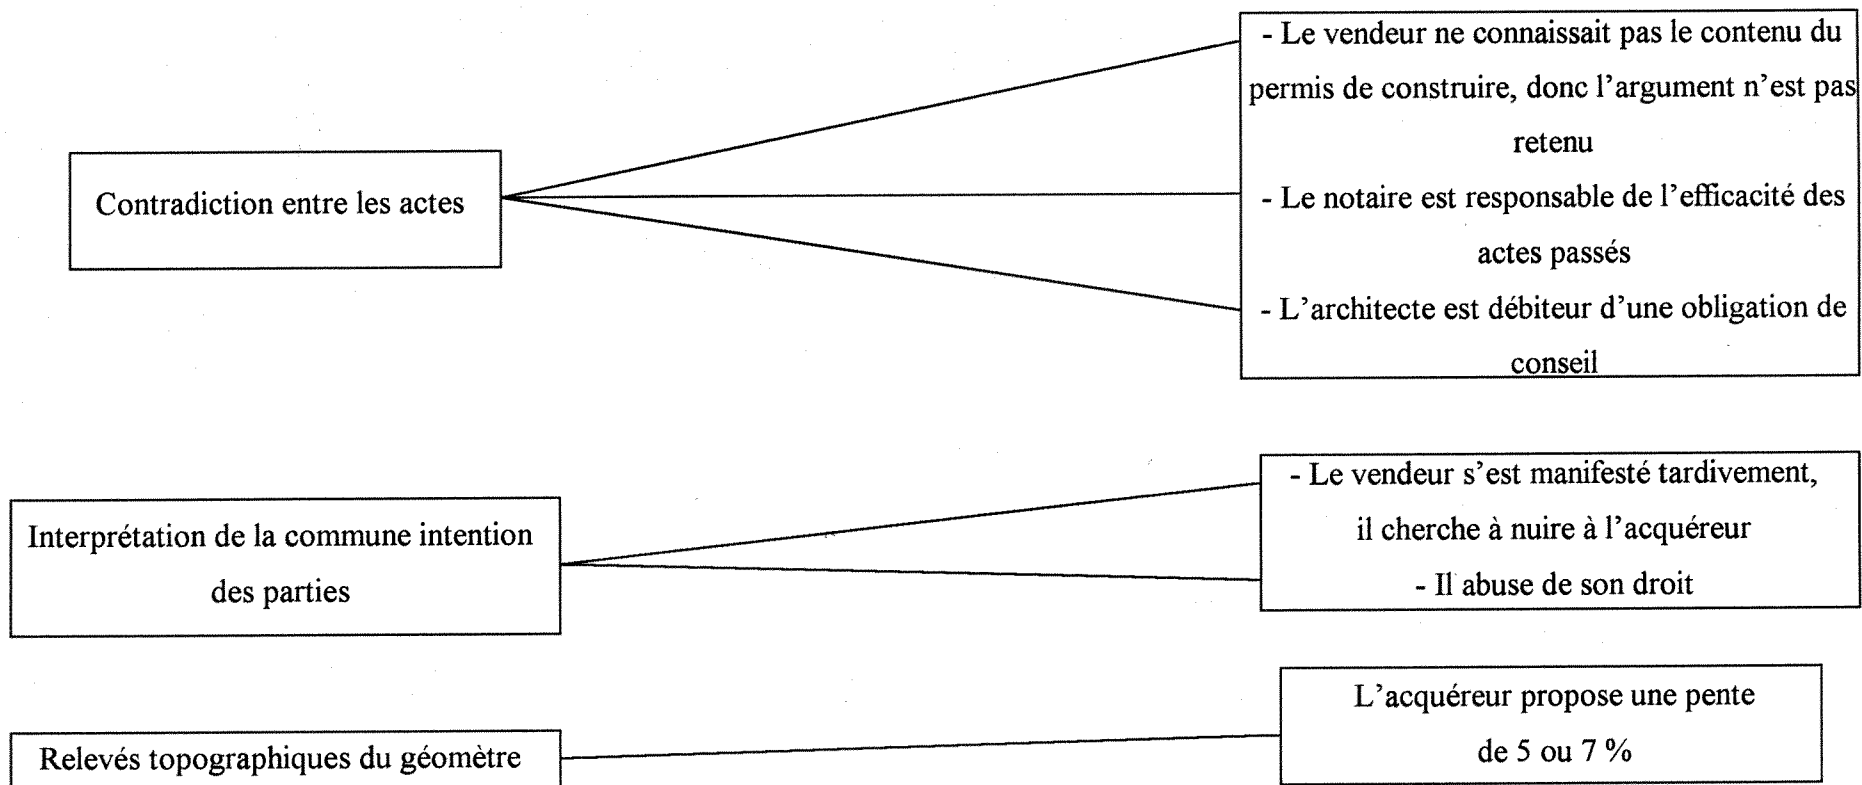 Contradiction entre les actes
- Le vendeur ne connaissait pas le contenu du
permis de construire, donc l'argument n'est pas
retenu
- Le notaire est responsable de l'efficacité des
actes passés
- L'architecte est débiteur d'une obligation de
conseil
Interprétation de la commune intention
des parties
- Le vendeur s'est manifesté tardivement,
il cherche à nuire à l'acquéreur
- Il abuse de son droit
Relevés topographiques du géomètre
L'acquéreur propose une pente
de 5 ou 7 %